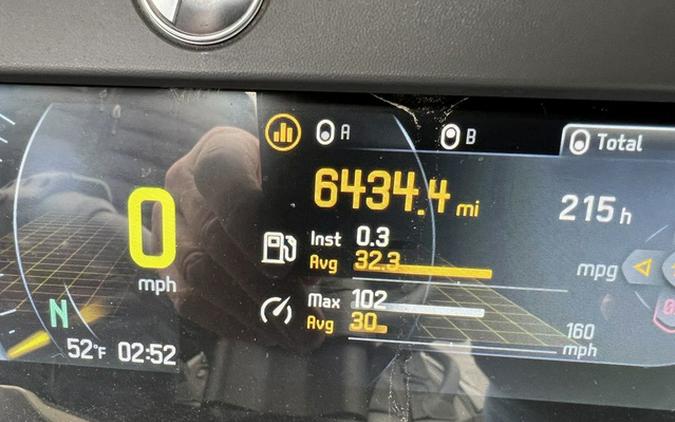 A B Total
6434.4 mi 215 h
0 Inst 0.3
Avg 32.3 mpg
mph
Max 102
N Avg 30 160
52°F 02:52 mph